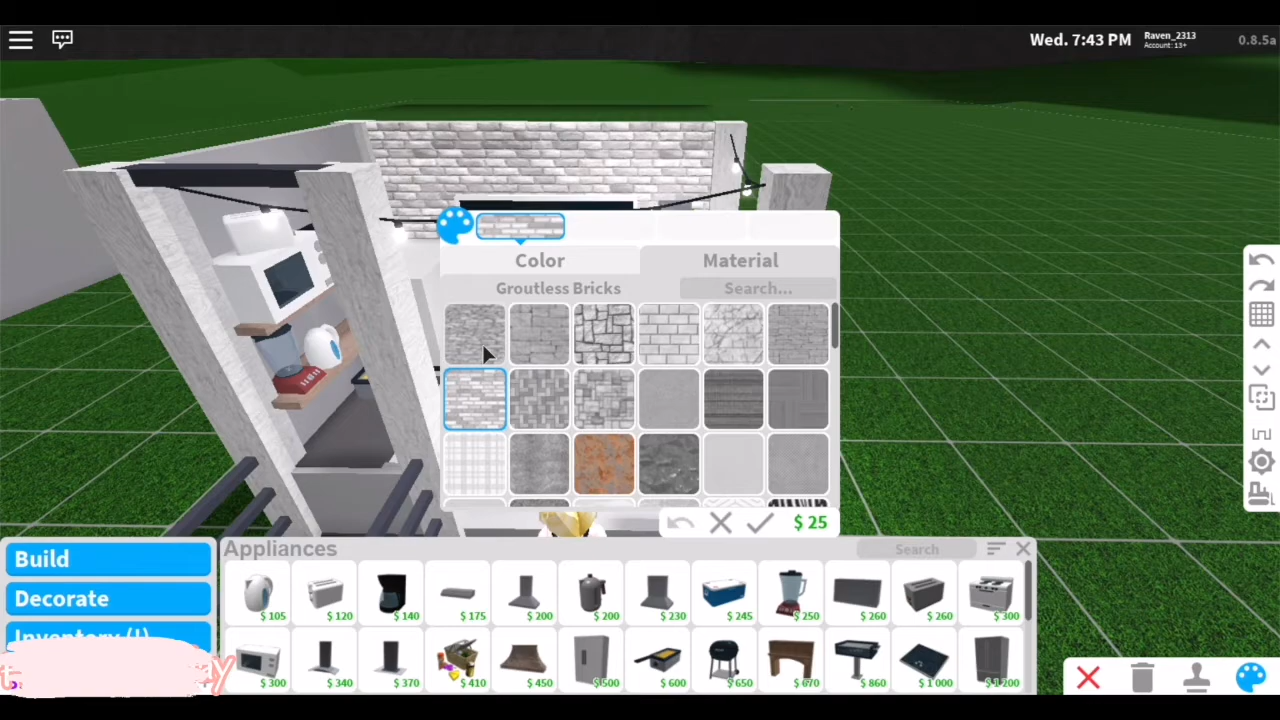 Wed. 7:43 PM
Raven_2313
Account: 13+
0.8.5a
Color
Material
Groutless Bricks
Search...
$ 25
Build
Decorate
Inventory (!)
Appliances
Search
$ 105
$ 120
$ 140
$ 175
$ 200
$ 200
$ 230
$ 245
$ 250
$ 260
$ 260
$ 300
$ 300
$ 340
$ 370
$ 410
$ 450
$ 500
$ 600
$ 650
$ 670
$ 860
$ 1 000
$ 1 200